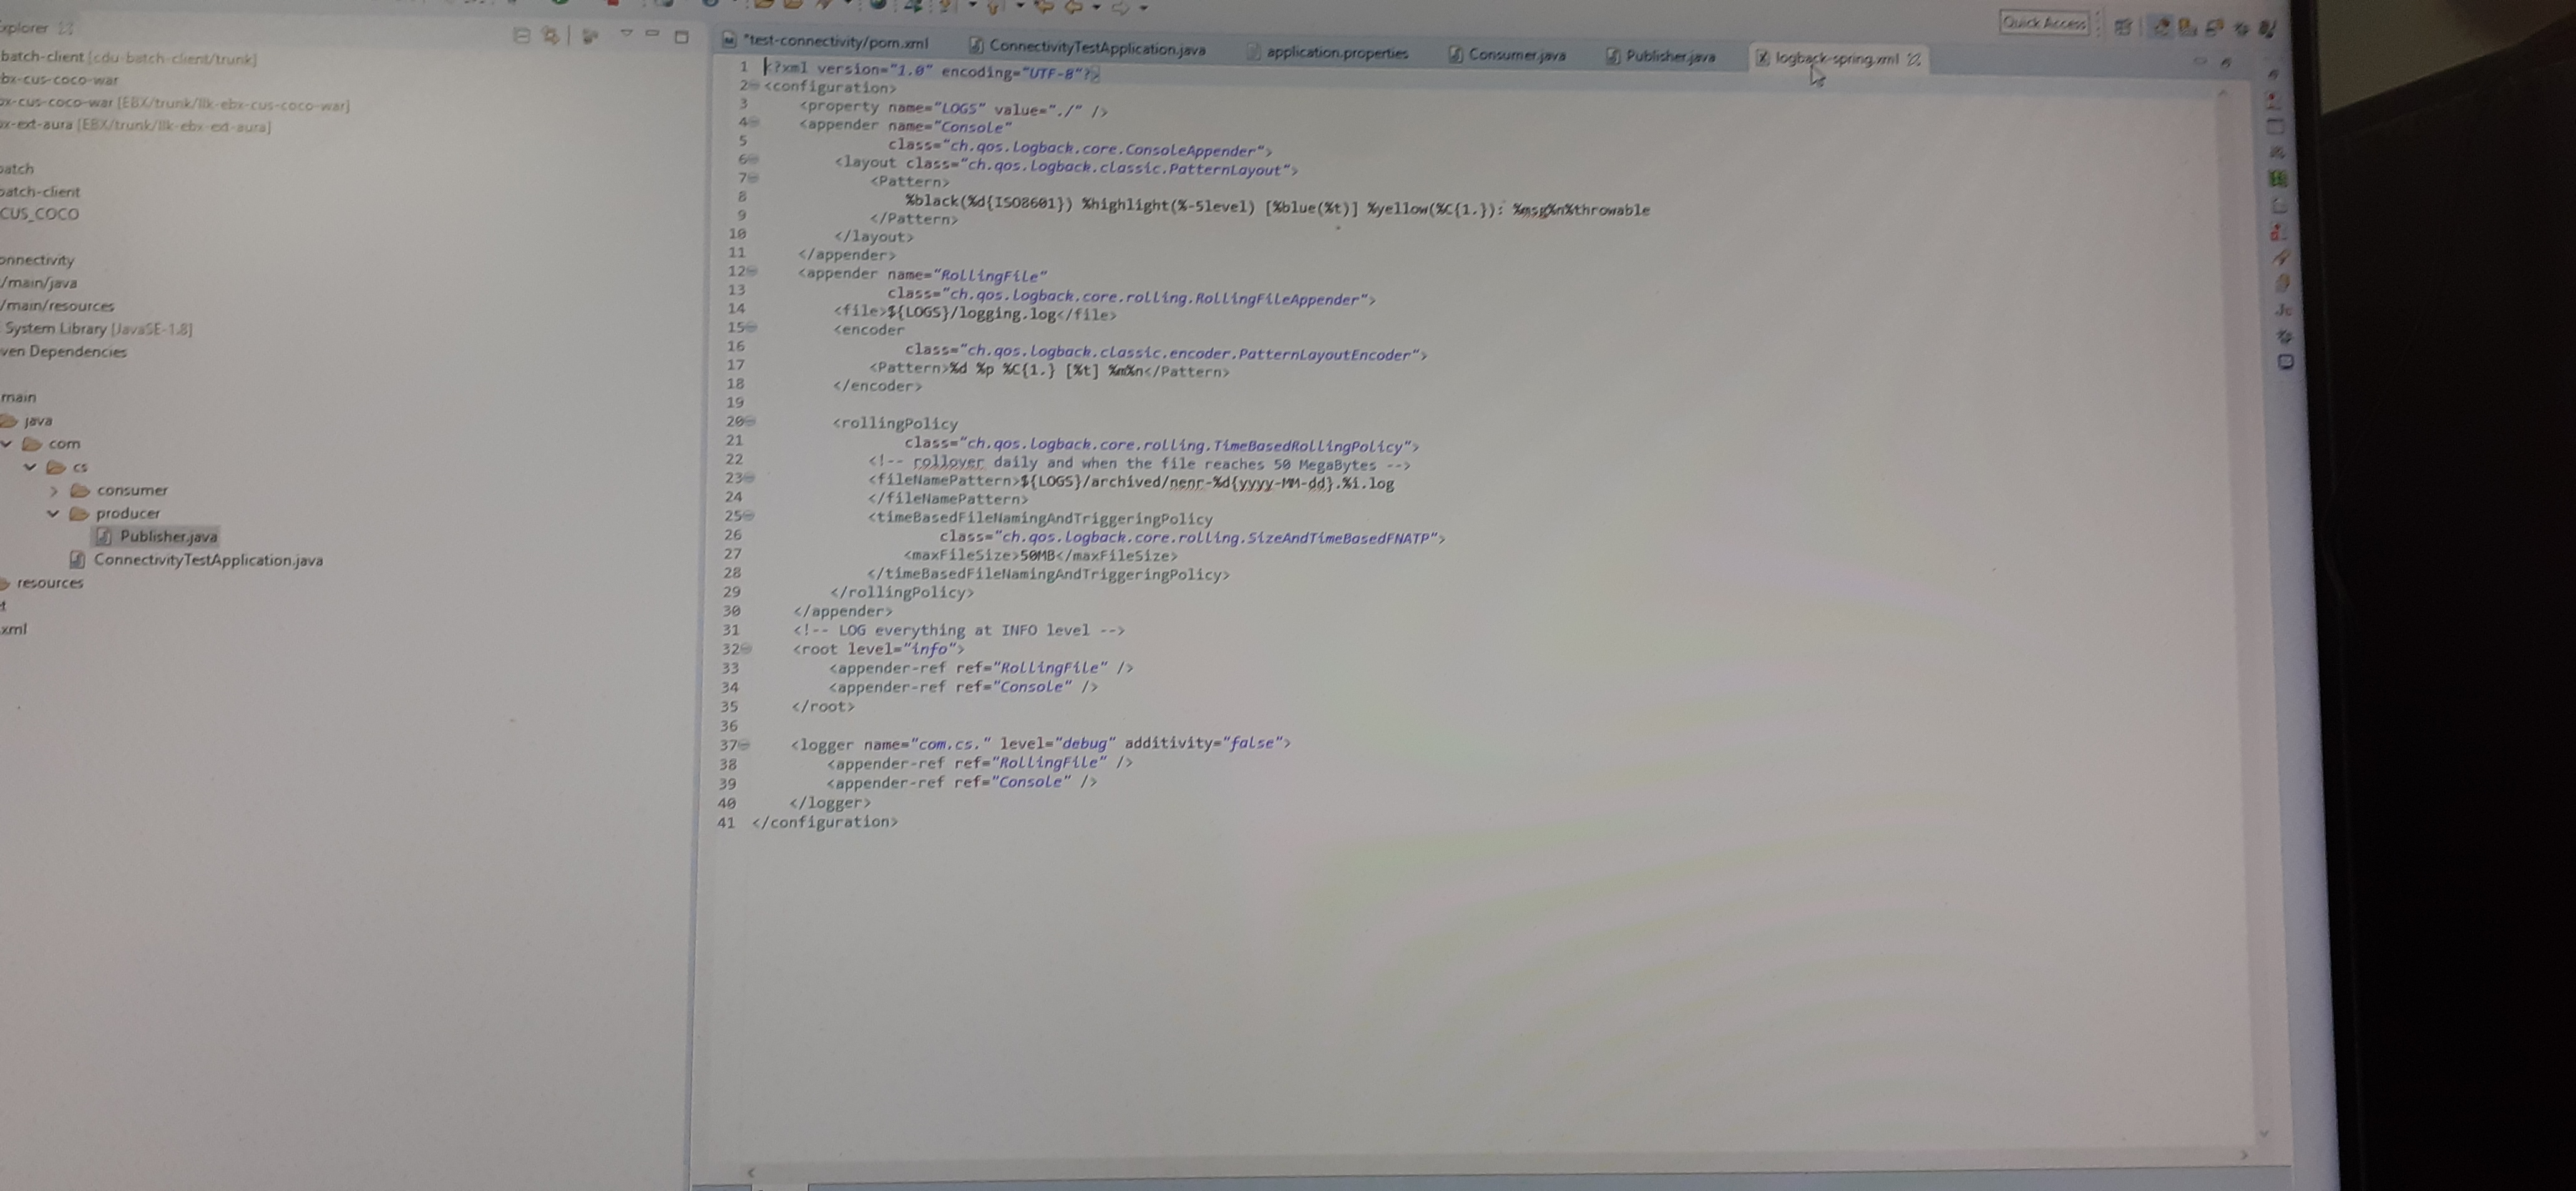 Quick Access
xplorer
batch-client [cdu-batch-client/trunk]
bx-cus-coco-war
bx-cus-coco-war [EBX/trunk/llk-ebx-cus-coco-war]
bx-ext-aura [EBX/trunk/llk-ebx-ext-aura]
batch
batch-client
CUS_COCO
onnectivity
/main/java
/main/resources
System Library [JavaSE-1.8]
ven Dependencies
main
java
com
cs
consumer
producer
Publisher.java
ConnectivityTestApplication.java
resources
t
xml
*test-connectivity/pom.xml ConnectivityTestApplication.java application.properties Consumer.java Publisher.java logback-spring.xml
1 <?xml version="1.0" encoding="UTF-8"?>
2 <configuration>
3 <property name="LOGS" value="./" />
4 <appender name="Console"
5 class="ch.qos.logback.core.ConsoleAppender">
6 <layout class="ch.qos.logback.classic.PatternLayout">
7 <Pattern>
8 %black(%d{ISO8601}) %highlight(%-5level) [%blue(%t)] %yellow(%C{1.}): %msg%n%throwable
9 </Pattern>
10 </layout>
11 </appender>
12 <appender name="RollingFile"
13 class="ch.qos.logback.core.rolling.RollingFileAppender">
14 <file>${LOGS}/logging.log</file>
15 <encoder
16 class="ch.qos.logback.classic.encoder.PatternLayoutEncoder">
17 <Pattern>%d %p %C{1.} [%t] %m%n</Pattern>
18 </encoder>
19
20 <rollingPolicy
21 class="ch.qos.logback.core.rolling.TimeBasedRollingPolicy">
22 <!-- rollover daily and when the file reaches 50 MegaBytes -->
23 <fileNamePattern>${LOGS}/archived/nenr-%d{yyyy-MM-dd}.%i.log
24 </fileNamePattern>
25 <timeBasedFileNamingAndTriggeringPolicy
26 class="ch.qos.logback.core.rolling.SizeAndTimeBasedFNATP">
27 <maxFileSize>50MB</maxFileSize>
28 </timeBasedFileNamingAndTriggeringPolicy>
29 </rollingPolicy>
30 </appender>
31 <!-- LOG everything at INFO level -->
32 <root level="info">
33 <appender-ref ref="RollingFile" />
34 <appender-ref ref="Console" />
35 </root>
36
37 <logger name="com.cs." level="debug" additivity="false">
38 <appender-ref ref="RollingFile" />
39 <appender-ref ref="Console" />
40 </logger>
41 </configuration>